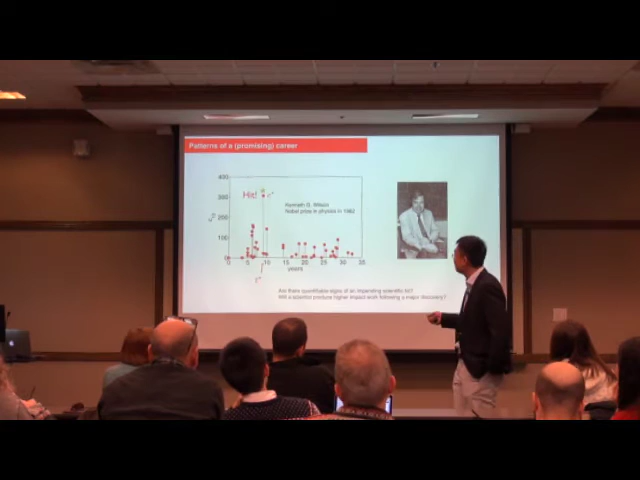 Patterns of a (promising) career
400
Hit!
300
Kenneth G. Wilson
Nobel prize in physics in 1982
200
100
0
0 5 10 15 20 25 30 35
years
Are there quantifiable signs of an impending scientific hit?
Will a scientist produce higher impact work following a major discovery?